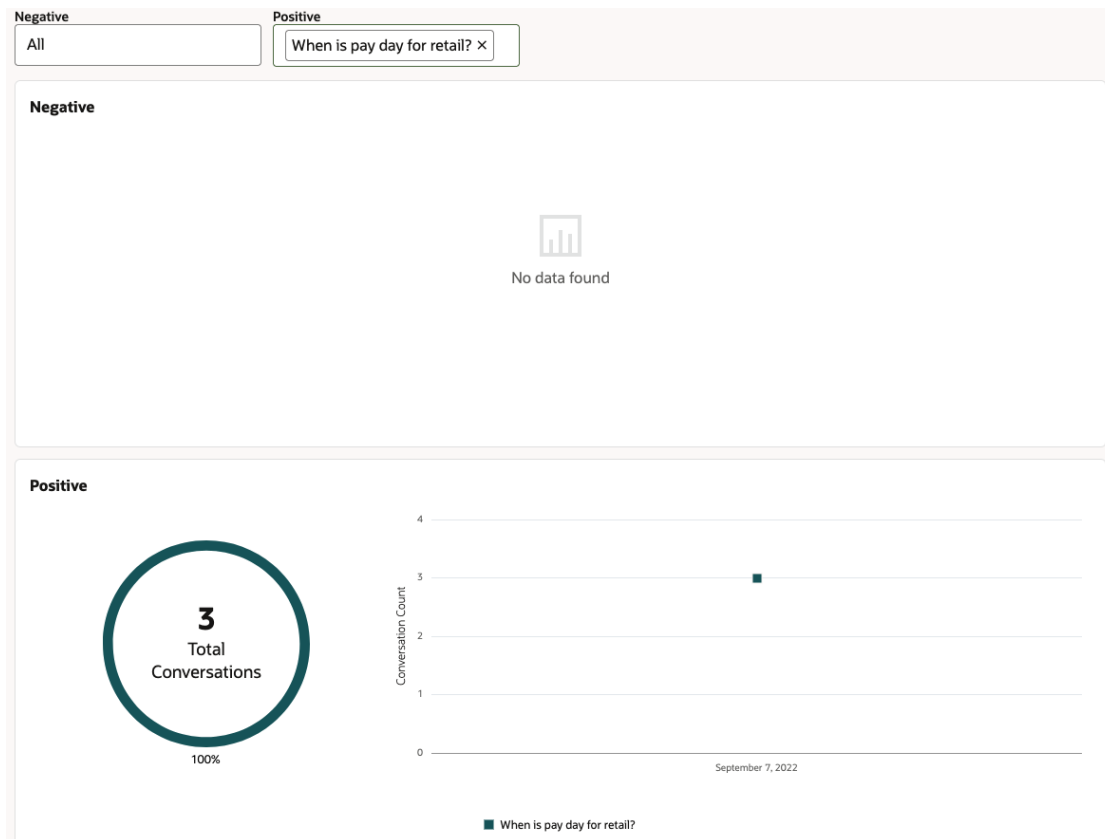 Negative
Positive
All
When is pay day for retail? ×
Negative
No data found
Positive
3
Total
Conversations
100%
Conversation Count
4
3
2
1
0
September 7, 2022
When is pay day for retail?